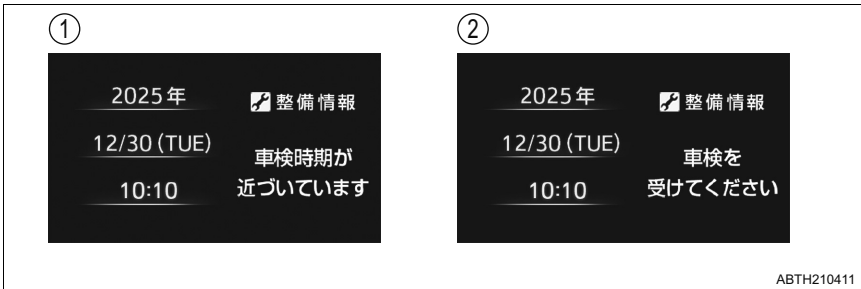 ①
2025年
整備情報
12/30(TUE)
車検時期が
近づいています
10:10
②
2025年
整備情報
12/30(TUE)
車検を
受けてください
10:10
ABTH210411